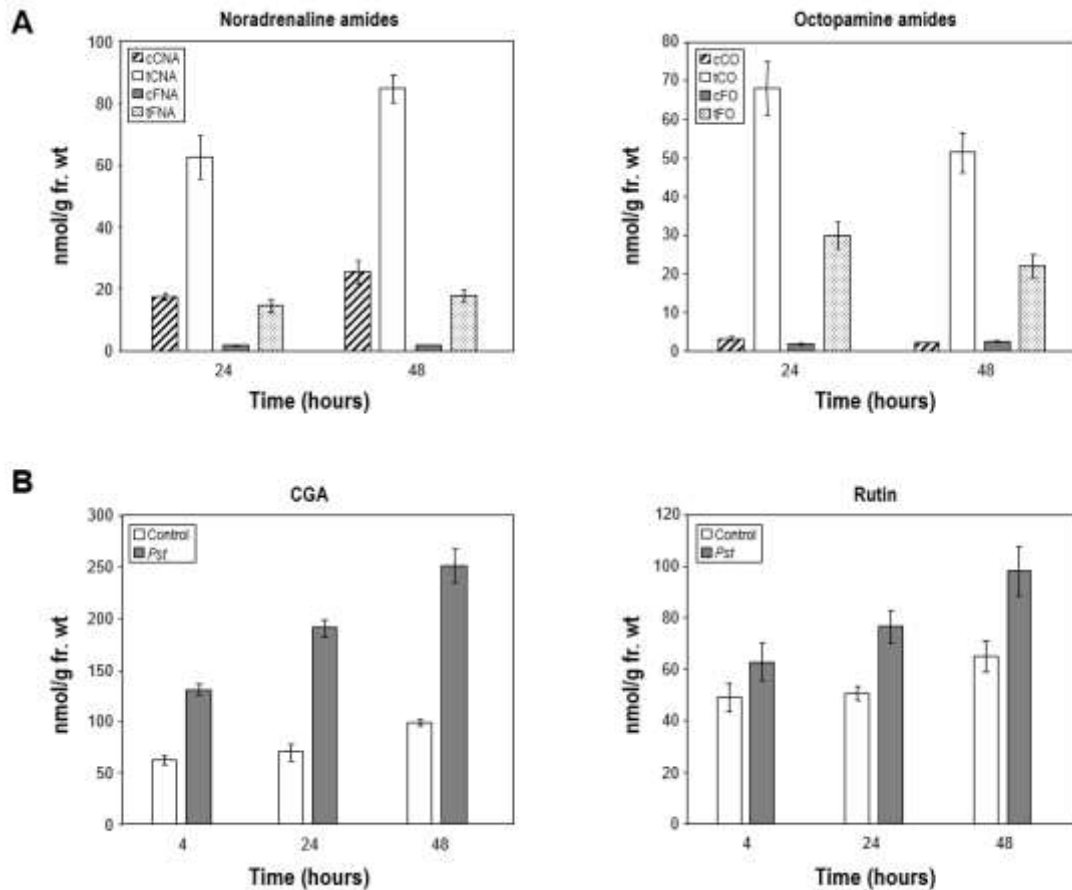 A
Noradrenaline amides
nmol/g fr. wt
100
80
60
40
20
0
cCNA
tCNA
cFNA
tFNA
24
48
Time (hours)
Octopamine amides
nmol/g fr. wt
80
70
60
50
40
30
20
10
0
cCO
tCO
cFO
tFO
24
48
Time (hours)
B
CGA
nmol/g fr. wt
300
250
200
150
100
50
0
Control
Pst
4
24
48
Time (hours)
Rutin
nmol/g fr. wt
120
100
80
60
40
20
0
Control
Pst
4
24
48
Time (hours)